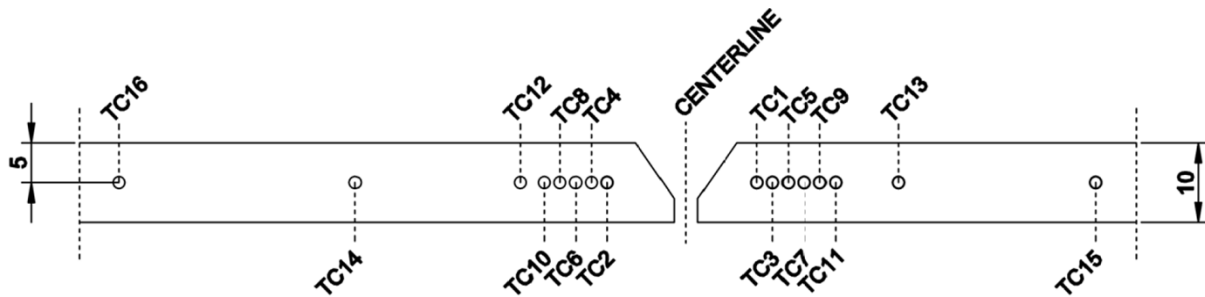 TC16
TC12
TC8
TC4
CENTERLINE
TC1
TC5
TC9
TC13
5
10
TC14
TC10
TC6
TC2
TC3
TC7
TC11
TC15